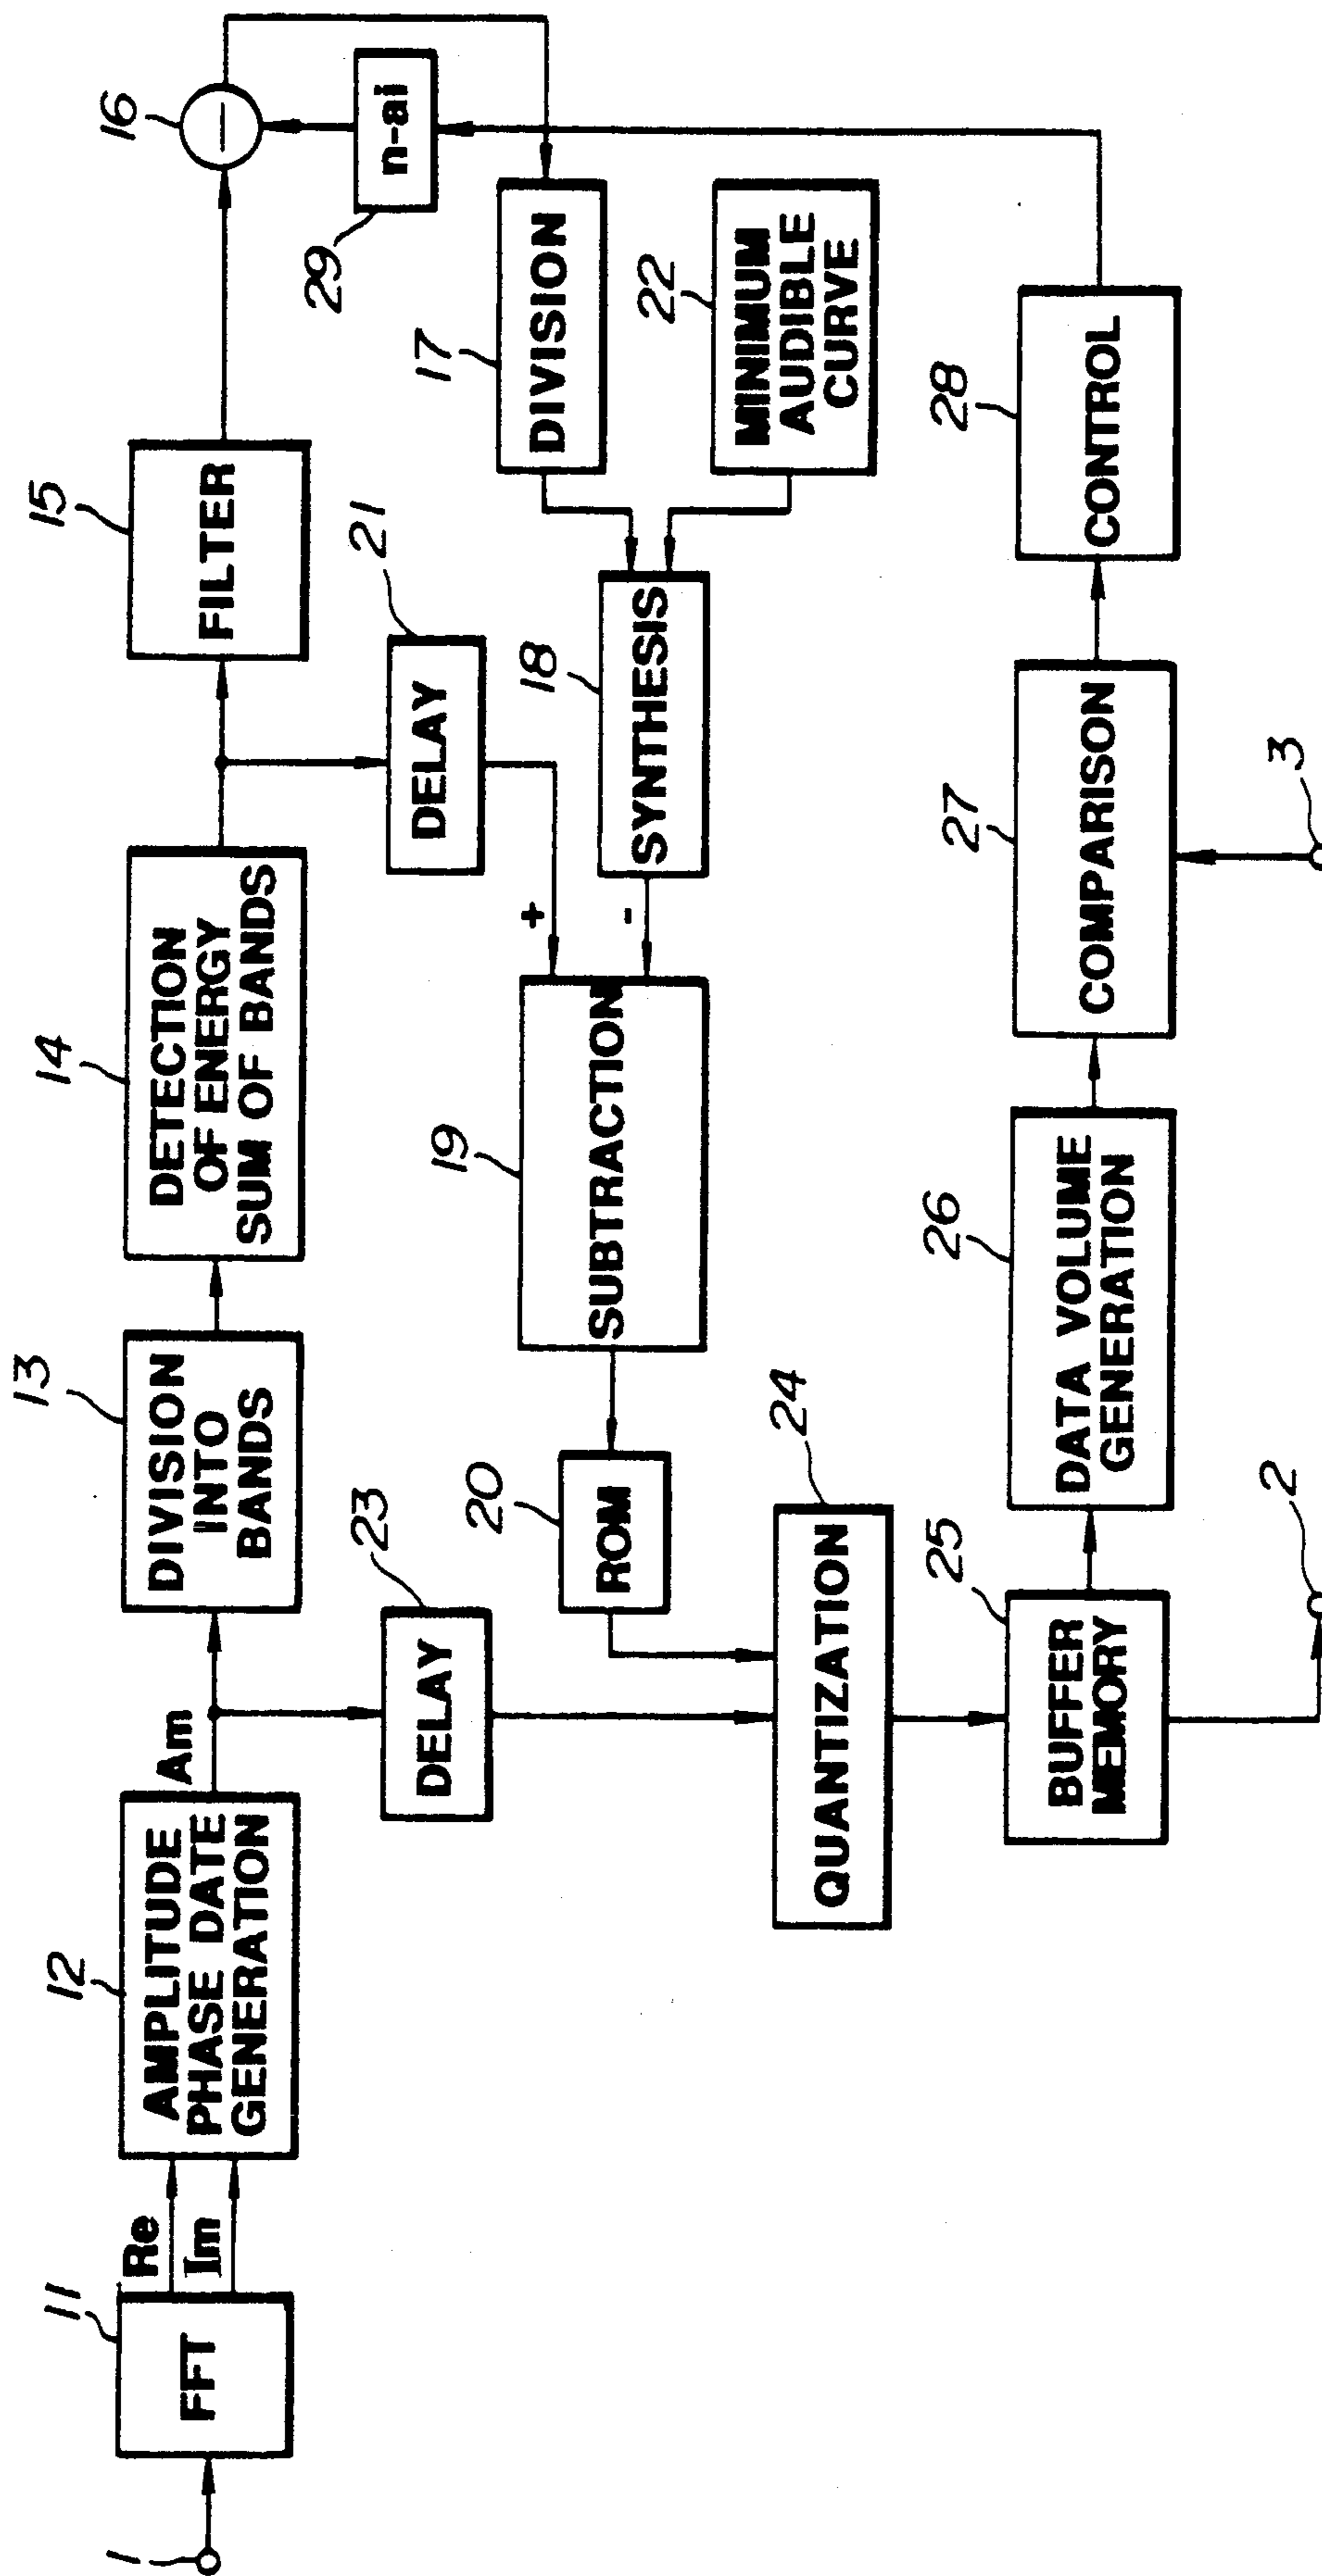 1
11
FFT
Re
Im
12
AMPLITUDE
PHASE DATE
GENERATION
Am
13
DIVISION
INTO
BANDS
14
DETECTION
OF ENERGY
SUM OF BANDS
15
FILTER
16
−
29
n-ai
23
DELAY
21
DELAY
17
DIVISION
22
MINIMUM
AUDIBLE
CURVE
18
SYNTHESIS
+
-
19
SUBTRACTION
20
ROM
24
QUANTIZATION
25
BUFFER
MEMORY
26
DATA VOLUME
GENERATION
27
COMPARISON
28
CONTROL
2
3